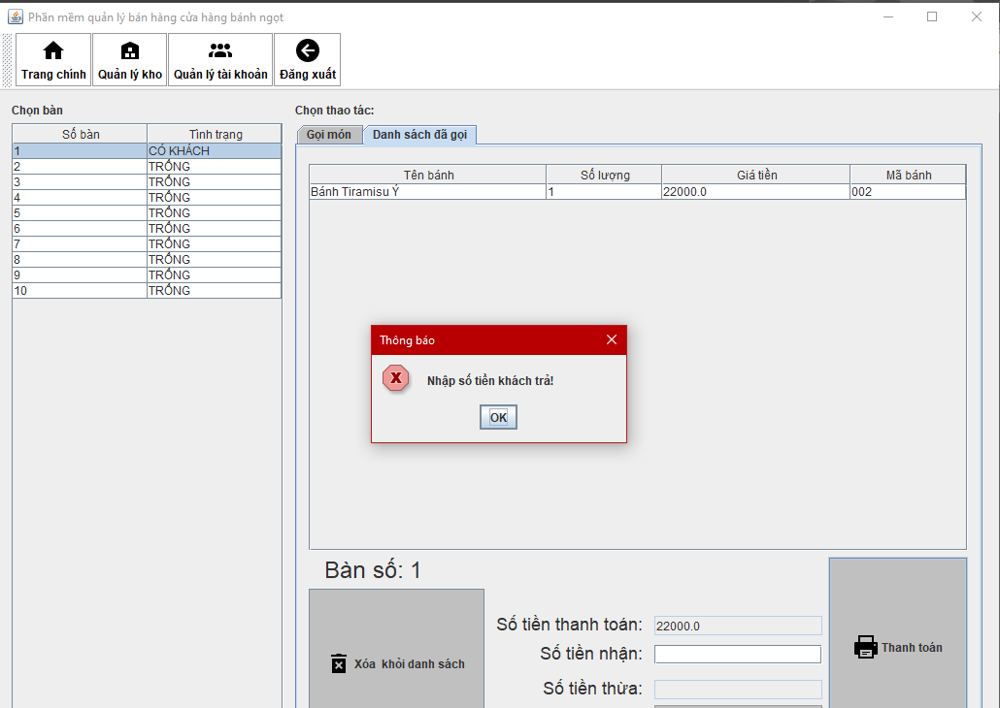 Phần mềm quản lý bán hàng cửa hàng bánh ngọt
Trang chính Quản lý kho Quản lý tài khoản Đăng xuất
Chọn bàn
Số bàn Tình trạng
1 CÓ KHÁCH
2 TRỐNG
3 TRỐNG
4 TRỐNG
5 TRỐNG
6 TRỐNG
7 TRỐNG
8 TRỐNG
9 TRỐNG
10 TRỐNG
Chọn thao tác:
Gọi món Danh sách đã gọi
Tên bánh Số lượng Giá tiền Mã bánh
Bánh Tiramisu Ý 1 22000.0 002
Thông báo
Nhập số tiền khách trả!
OK
Bàn số: 1
Xóa khỏi danh sách
Số tiền thanh toán: 22000.0
Số tiền nhận:
Số tiền thừa:
Thanh toán